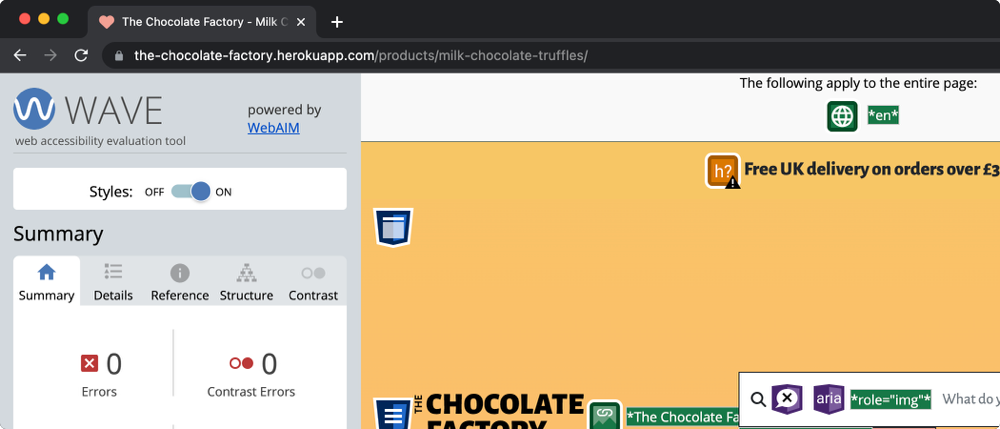 The Chocolate Factory - Milk C
the-chocolate-factory.herokuapp.com/products/milk-chocolate-truffles/
WAVE
web accessibility evaluation tool
powered by
WebAIM
Styles: OFF ON
Summary
Summary Details Reference Structure Contrast
0
Errors
0
Contrast Errors
The following apply to the entire page:
*en*
h? Free UK delivery on orders over £3
THE CHOCOLATE
FACTORY
*The Chocolate Fa
aria *role="img"* What do y